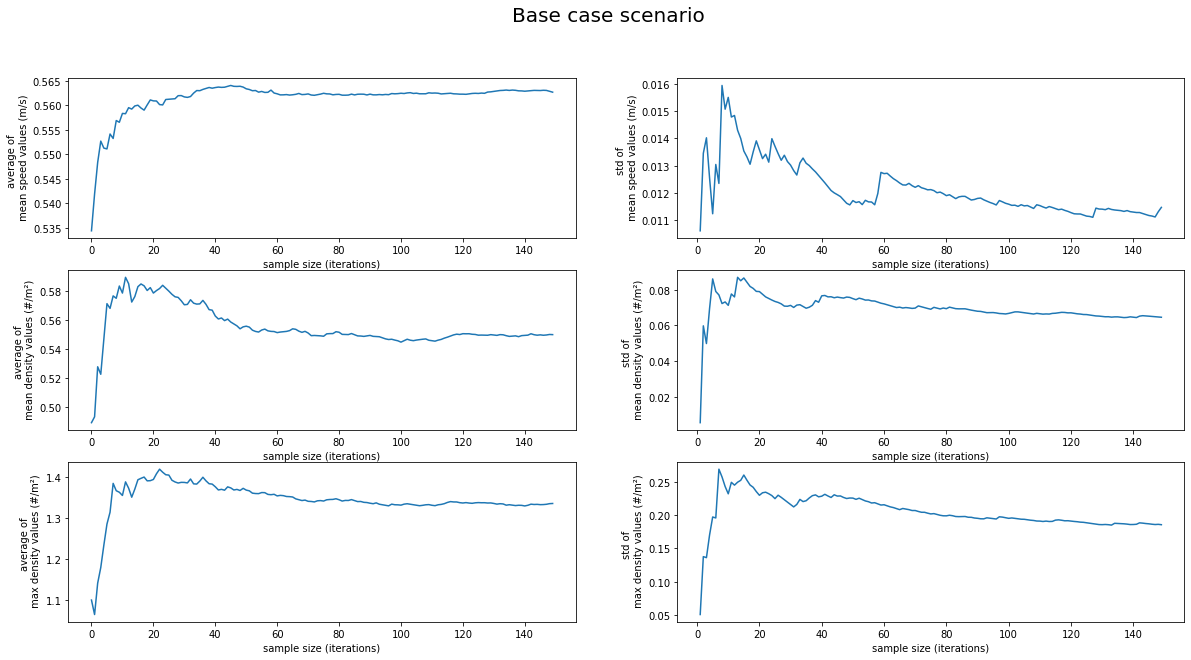 Base case scenario
average of
mean speed values (m/s)
0.565
0.560
0.555
0.550
0.545
0.540
0.535
0 20 40 60 80 100 120 140
sample size (iterations)
std of
mean speed values (m/s)
0.016
0.015
0.014
0.013
0.012
0.011
0 20 40 60 80 100 120 140
sample size (iterations)
average of
mean density values (#/m²)
0.58
0.56
0.54
0.52
0.50
0 20 40 60 80 100 120 140
sample size (iterations)
std of
mean density values (#/m²)
0.08
0.06
0.04
0.02
0 20 40 60 80 100 120 140
sample size (iterations)
average of
max density values (#/m²)
1.4
1.3
1.2
1.1
0 20 40 60 80 100 120 140
sample size (iterations)
std of
max density values (#/m²)
0.25
0.20
0.15
0.10
0.05
0 20 40 60 80 100 120 140
sample size (iterations)